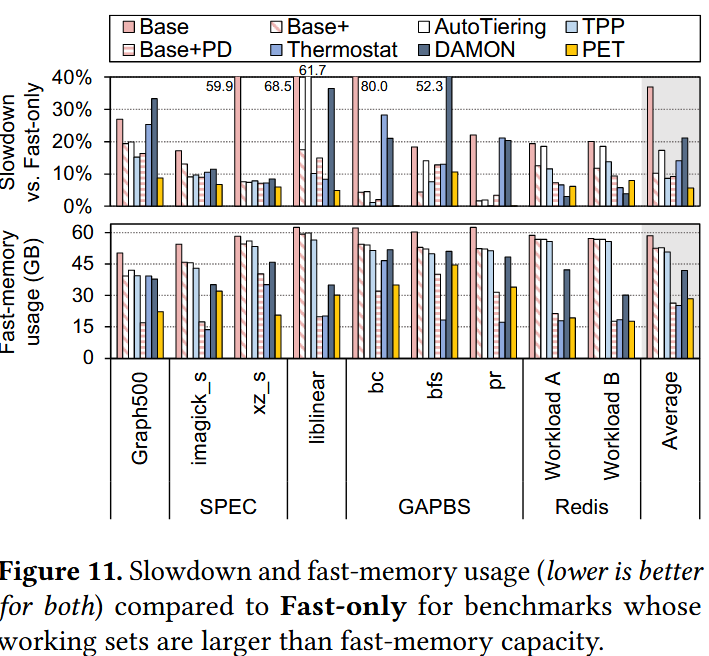 Base Base+ AutoTiering TPP
Base+PD Thermostat DAMON PET
61.7
40% 59.9 68.5 80.0 52.3
30%
20%
10%
0%
Slowdown
vs. Fast-only
60
45
30
15
0
Fast-memory
usage (GB)
Graph500
imagick_s
xz_s
liblinear
bc
bfs
pr
Workload A
Workload B
Average
SPEC GAPBS Redis
Figure 11. Slowdown and fast-memory usage (lower is better
for both) compared to Fast-only for benchmarks whose
working sets are larger than fast-memory capacity.